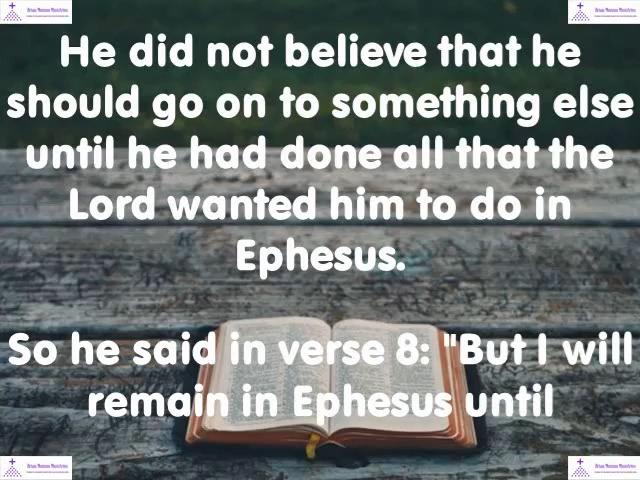 He did not believe that he
should go on to something else
until he had done all that the
Lord wanted him to do in
Ephesus.
So he said in verse 8: "But I will
remain in Ephesus until